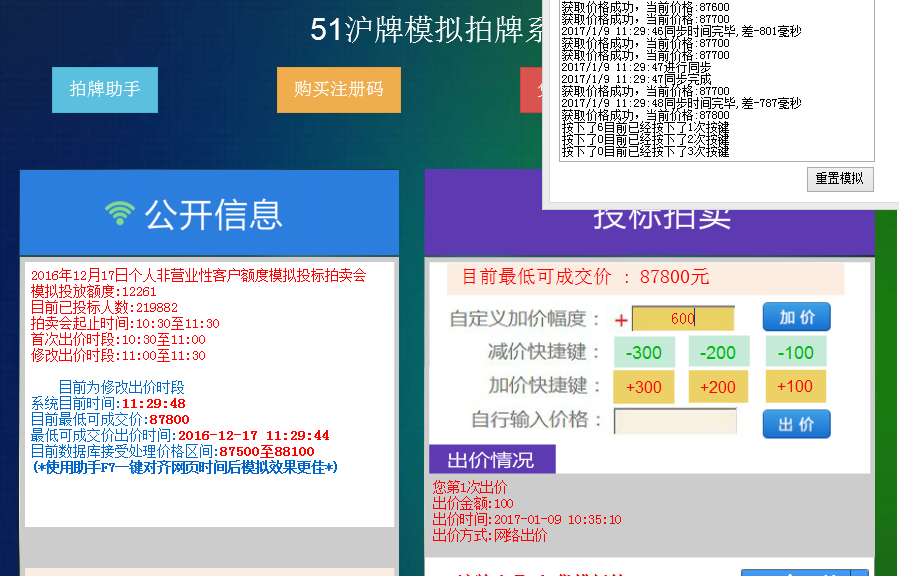 51沪牌模拟拍牌系
拍牌助手
购买注册码
获取价格成功，当前价格:87600
获取价格成功，当前价格:87700
2017/1/9 11:29:46同步时间完毕,差-801毫秒
获取价格成功，当前价格:87700
获取价格成功，当前价格:87700
2017/1/9 11:29:47进行同步
2017/1/9 11:29:47同步完成
获取价格成功，当前价格:87700
2017/1/9 11:29:48同步时间完毕,差-787毫秒
获取价格成功，当前价格:87800
按下了6目前已经按下了1次按键
按下了0目前已经按下了2次按键
按下了0目前已经按下了3次按键
重置模拟
公开信息
2016年12月17日个人非营业性客户额度模拟投标拍卖会
模拟投放额度:12261
目前已投标人数:219882
拍卖会起止时间:10:30至11:30
首次出价时段:10:30至11:00
修改出价时段:11:00至11:30
目前为修改出价时段
系统目前时间:11:29:48
目前最低可成交价:87800
最低可成交价出价时间:2016-12-17 11:29:44
目前数据库接受处理价格区间:87500至88100
(*使用助手F7一键对齐网页时间后模拟效果更佳*)
投标拍卖
目前最低可成交价 ：87800元
自定义加价幅度： + 600 加 价
减价快捷键： -300 -200 -100
加价快捷键： +300 +200 +100
自行输入价格： 出 价
出价情况
您第1次出价
出价金额:100
出价时间:2017-01-09 10:35:10
出价方式:网络出价